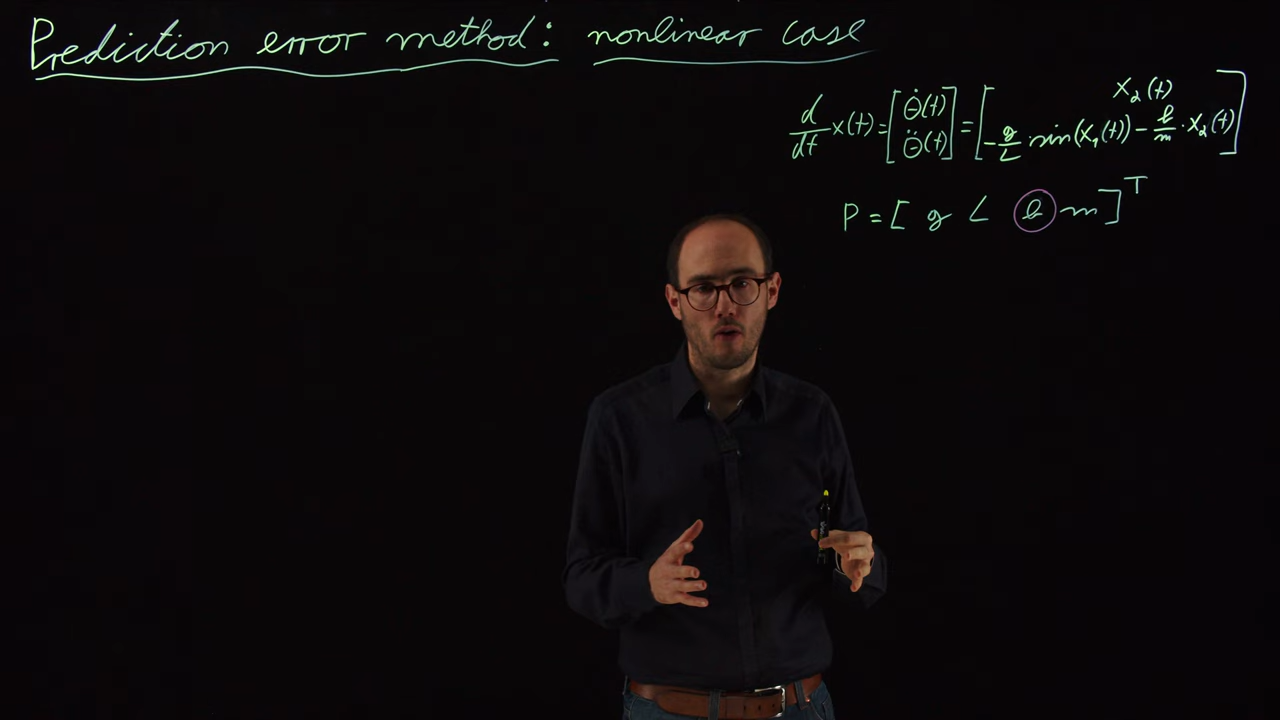 Prediction error method: nonlinear case
d/dt x(t) = [θ̇(t) θ̈(t)] = [x₂(t) -g/L · sin(x₁(t)) - b/m · x₂(t)]
P = [ g L b m ]ᵀ